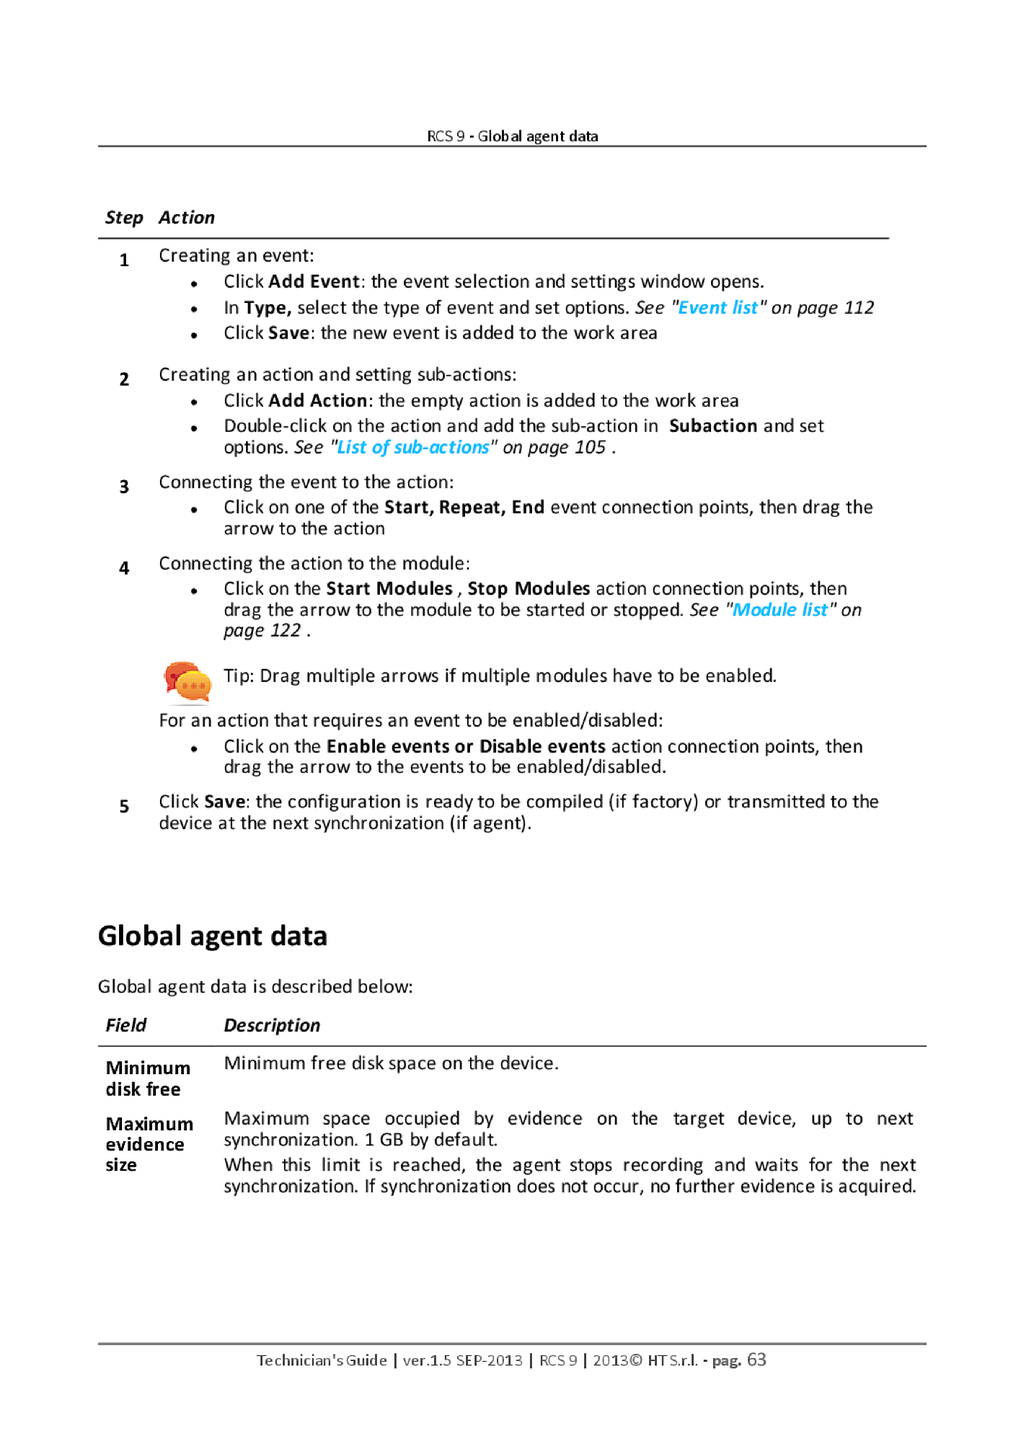 RCS 9 - Global agent data
Step Action
1 Creating an event:
• Click Add Event: the event selection and settings window opens.
• In Type, select the type of event and set options. See "Event list" on page 112
• Click Save: the new event is added to the work area
2 Creating an action and setting sub-actions:
• Click Add Action: the empty action is added to the work area
• Double-click on the action and add the sub-action in Subaction and set
options. See "List of sub-actions" on page 105 .
3 Connecting the event to the action:
• Click on one of the Start, Repeat, End event connection points, then drag the
arrow to the action
4 Connecting the action to the module:
• Click on the Start Modules , Stop Modules action connection points, then
drag the arrow to the module to be started or stopped. See "Module list" on
page 122 .
Tip: Drag multiple arrows if multiple modules have to be enabled.
For an action that requires an event to be enabled/disabled:
• Click on the Enable events or Disable events action connection points, then
drag the arrow to the events to be enabled/disabled.
5 Click Save: the configuration is ready to be compiled (if factory) or transmitted to the
device at the next synchronization (if agent).
Global agent data
Global agent data is described below:
Field Description
Minimum Minimum free disk space on the device.
disk free
Maximum Maximum space occupied by evidence on the target device, up to next
evidence synchronization. 1 GB by default.
size When this limit is reached, the agent stops recording and waits for the next
synchronization. If synchronization does not occur, no further evidence is acquired.
Technician's Guide | ver.1.5 SEP-2013 | RCS 9 | 2013© HT S.r.l. - pag. 63